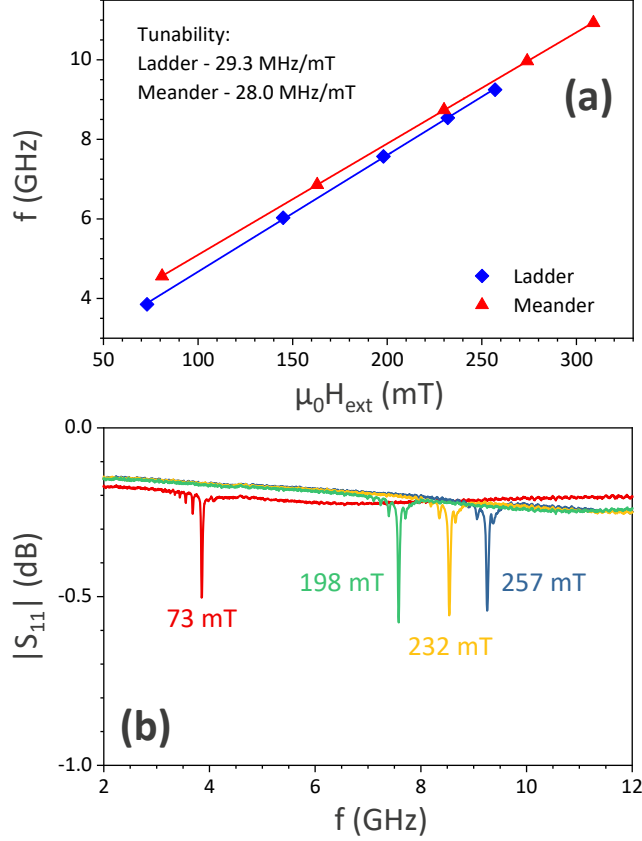 Tunability:
Ladder - 29.3 MHz/mT
Meander - 28.0 MHz/mT
(a)
10
8
6
4
f (GHz)
Ladder
Meander
50
100
150
200
250
300
μ₀Hₑₓₜ (mT)
0.0
-0.5
-1.0
|S₁₁| (dB)
73 mT
198 mT
232 mT
257 mT
(b)
2
4
6
8
10
12
f (GHz)